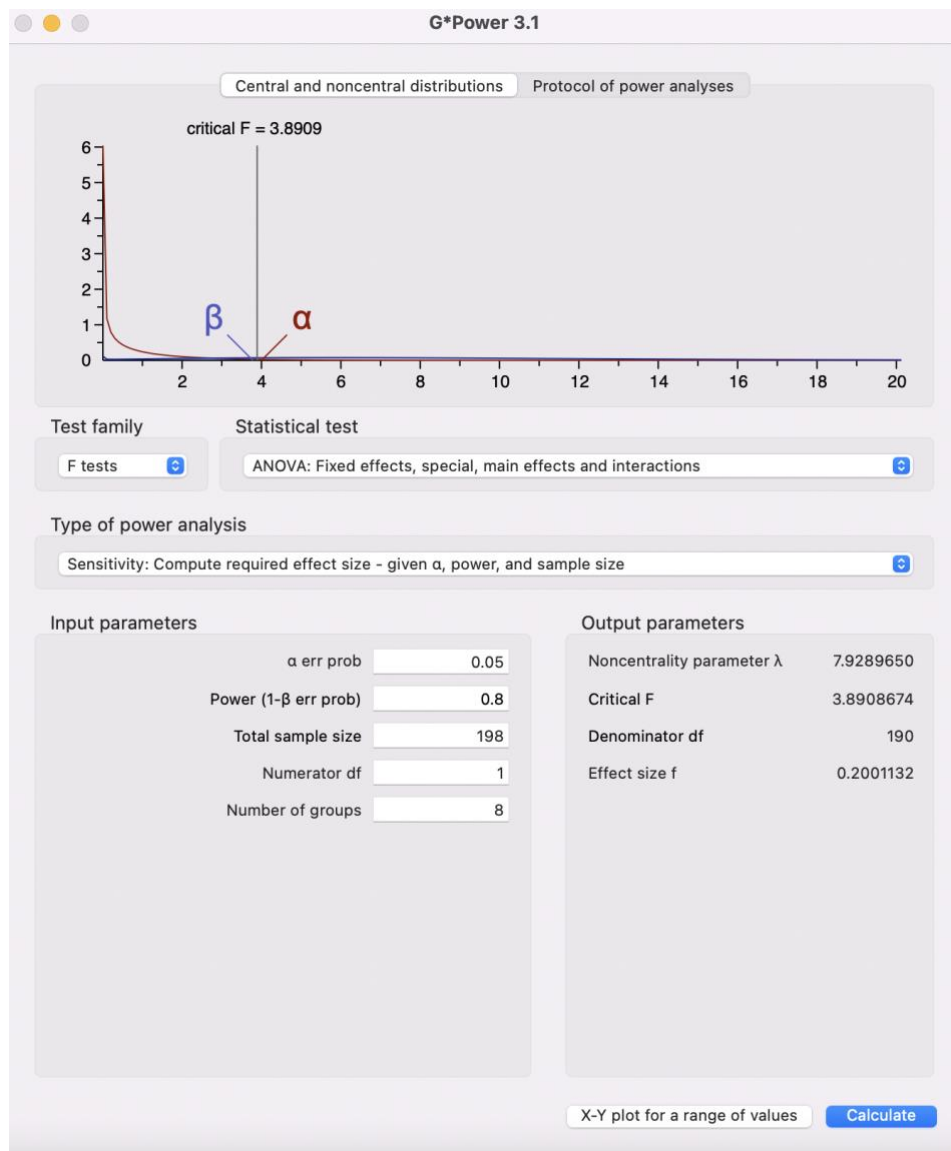 G*Power 3.1
Central and noncentral distributions Protocol of power analyses
critical F = 3.8909
6
5
4
3
2
1
0
β α
2 4 6 8 10 12 14 16 18 20
Test family Statistical test
F tests ANOVA: Fixed effects, special, main effects and interactions
Type of power analysis
Sensitivity: Compute required effect size - given α, power, and sample size
Input parameters Output parameters
α err prob 0.05 Noncentrality parameter λ 7.9289650
Power (1-β err prob) 0.8 Critical F 3.8908674
Total sample size 198 Denominator df 190
Numerator df 1 Effect size f 0.2001132
Number of groups 8
X-Y plot for a range of values Calculate